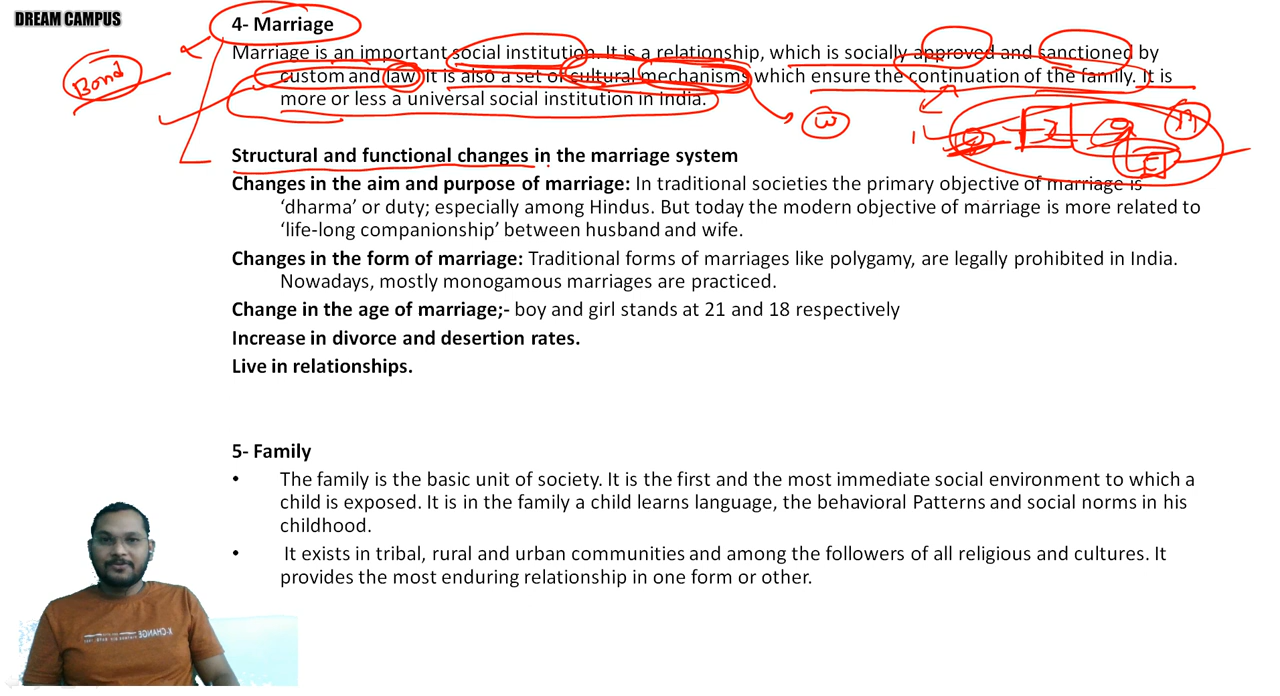 DREAM CAMPUS
4- Marriage
Marriage is an important social institution. It is a relationship, which is socially approved and sanctioned by
custom and law. It is also a set of cultural mechanisms which ensure the continuation of the family. It is
more or less a universal social institution in India.
Bond
Structural and functional changes in the marriage system
Changes in the aim and purpose of marriage: In traditional societies the primary objective of marriage is
‘dharma’ or duty; especially among Hindus. But today the modern objective of marriage is more related to
‘life-long companionship’ between husband and wife.
Changes in the form of marriage: Traditional forms of marriages like polygamy, are legally prohibited in India.
Nowadays, mostly monogamous marriages are practiced.
Change in the age of marriage;- boy and girl stands at 21 and 18 respectively
Increase in divorce and desertion rates.
Live in relationships.
5- Family
• The family is the basic unit of society. It is the first and the most immediate social environment to which a
child is exposed. It is in the family a child learns language, the behavioral Patterns and social norms in his
childhood.
• It exists in tribal, rural and urban communities and among the followers of all religious and cultures. It
provides the most enduring relationship in one form or other.